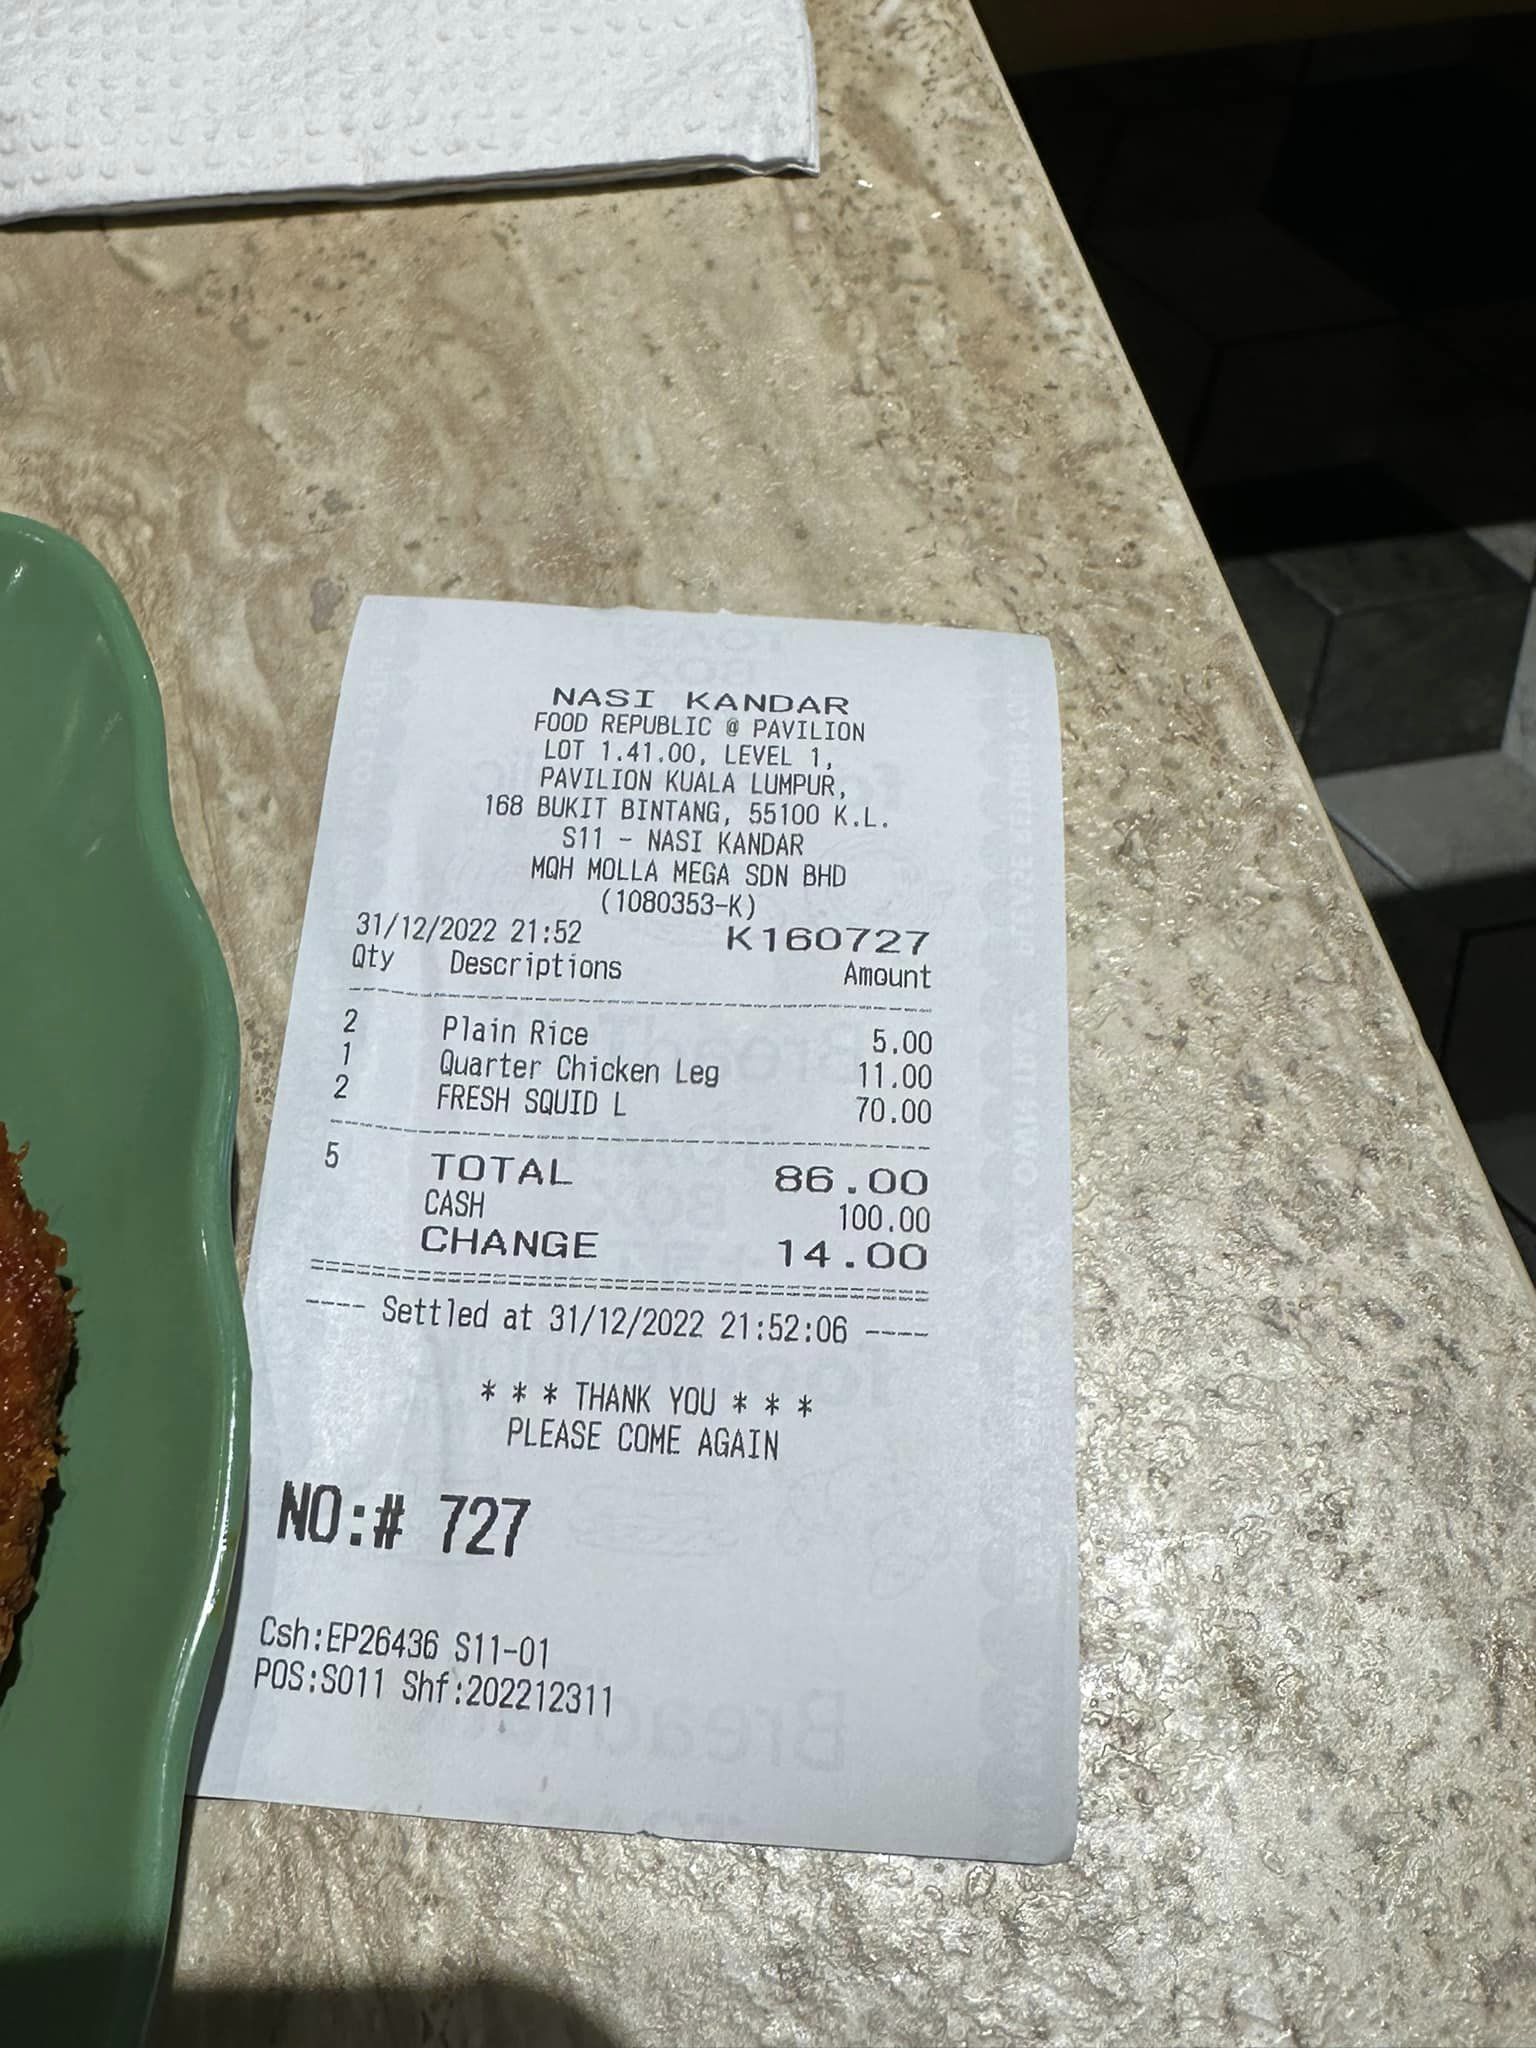 NASI KANDAR
FOOD REPUBLIC @ PAVILION
LOT 1.41.00, LEVEL 1,
PAVILION KUALA LUMPUR,
168 BUKIT BINTANG, 55100 K.L.
S11 - NASI KANDAR
MQH MOLLA MEGA SDN BHD
(1080353-K)
31/12/2022 21:52 K160727
Qty Descriptions Amount
2 Plain Rice 5.00
1 Quarter Chicken Leg 11.00
2 FRESH SQUID L 70.00
5 TOTAL 86.00
CASH 100.00
CHANGE 14.00
---- Settled at 31/12/2022 21:52:06 ----
* * * THANK YOU * * *
PLEASE COME AGAIN
NO:# 727
Csh:EP26436 S11-01
POS:S011 Shf:202212311